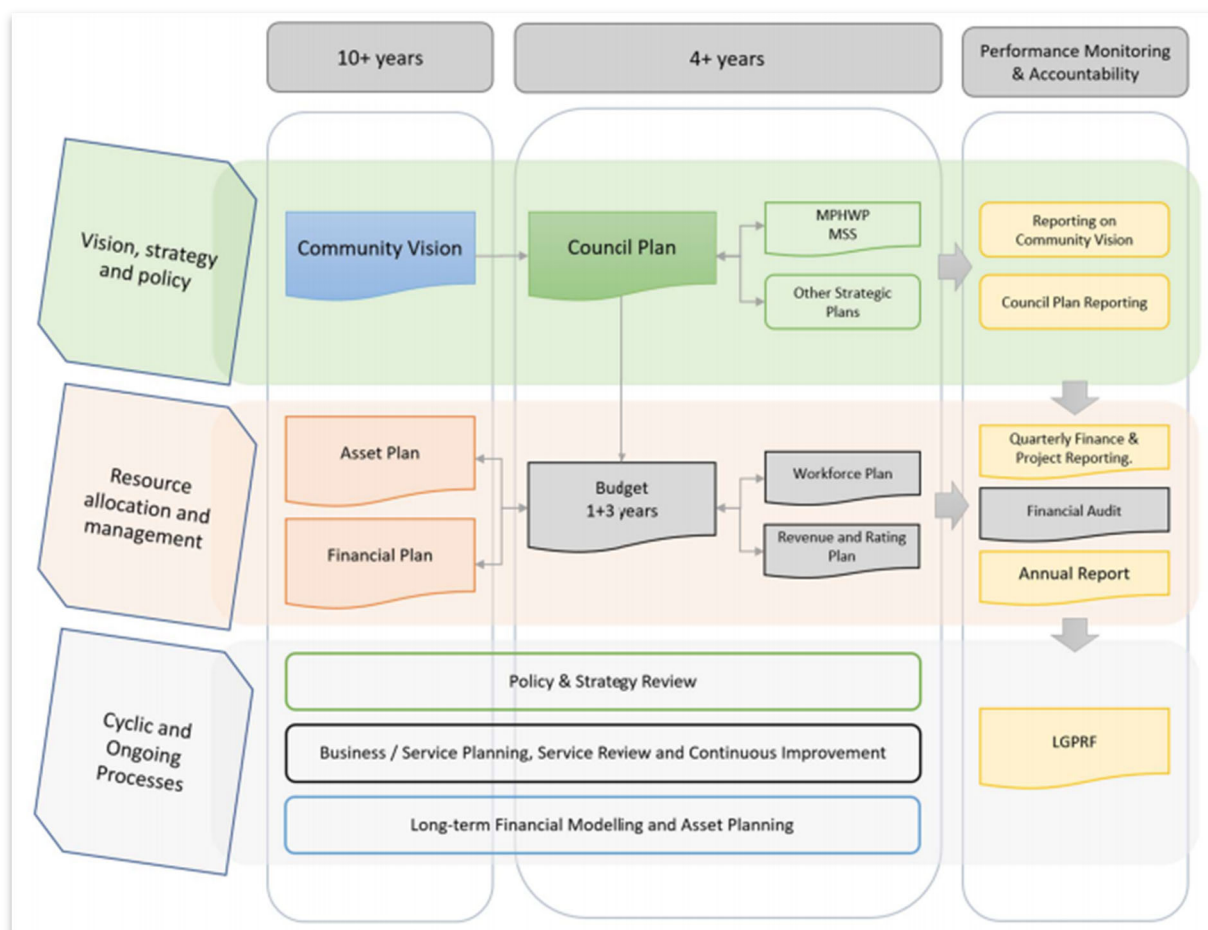 10+ years
4+ years
Performance Monitoring
& Accountability
Vision, strategy
and policy
Community Vision
Council Plan
MPHWP
MSS
Other Strategic
Plans
Reporting on
Community Vision
Council Plan Reporting
Resource
allocation and
management
Asset Plan
Financial Plan
Budget
1+3 years
Workforce Plan
Revenue and Rating
Plan
Quarterly Finance &
Project Reporting.
Financial Audit
Annual Report
Cyclic and
Ongoing
Processes
Policy & Strategy Review
Business / Service Planning, Service Review and Continuous Improvement
Long-term Financial Modelling and Asset Planning
LGPRF